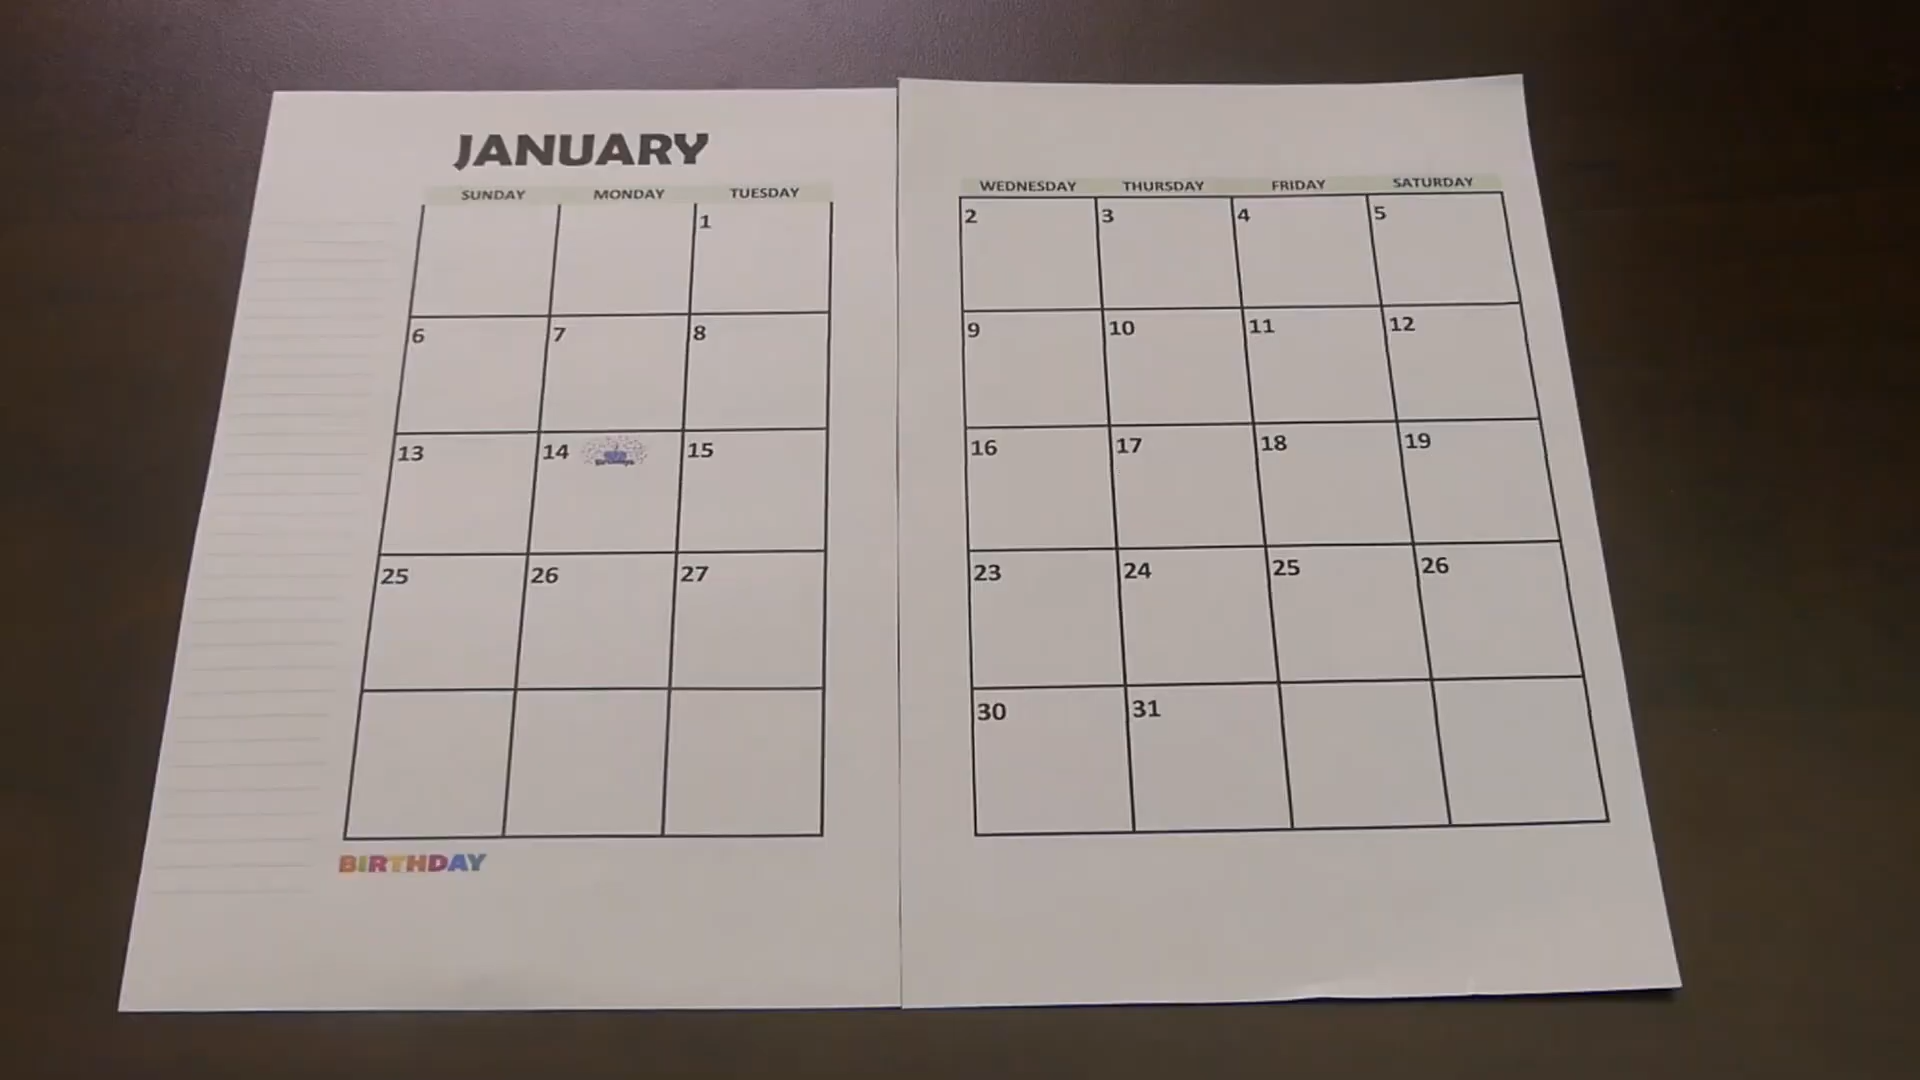 JANUARY
SUNDAY MONDAY TUESDAY WEDNESDAY THURSDAY FRIDAY SATURDAY
1 2 3 4 5
6 7 8 9 10 11 12
13 14 15 16 17 18 19
25 26 27 23 24 25 26
30 31
BIRTHDAY